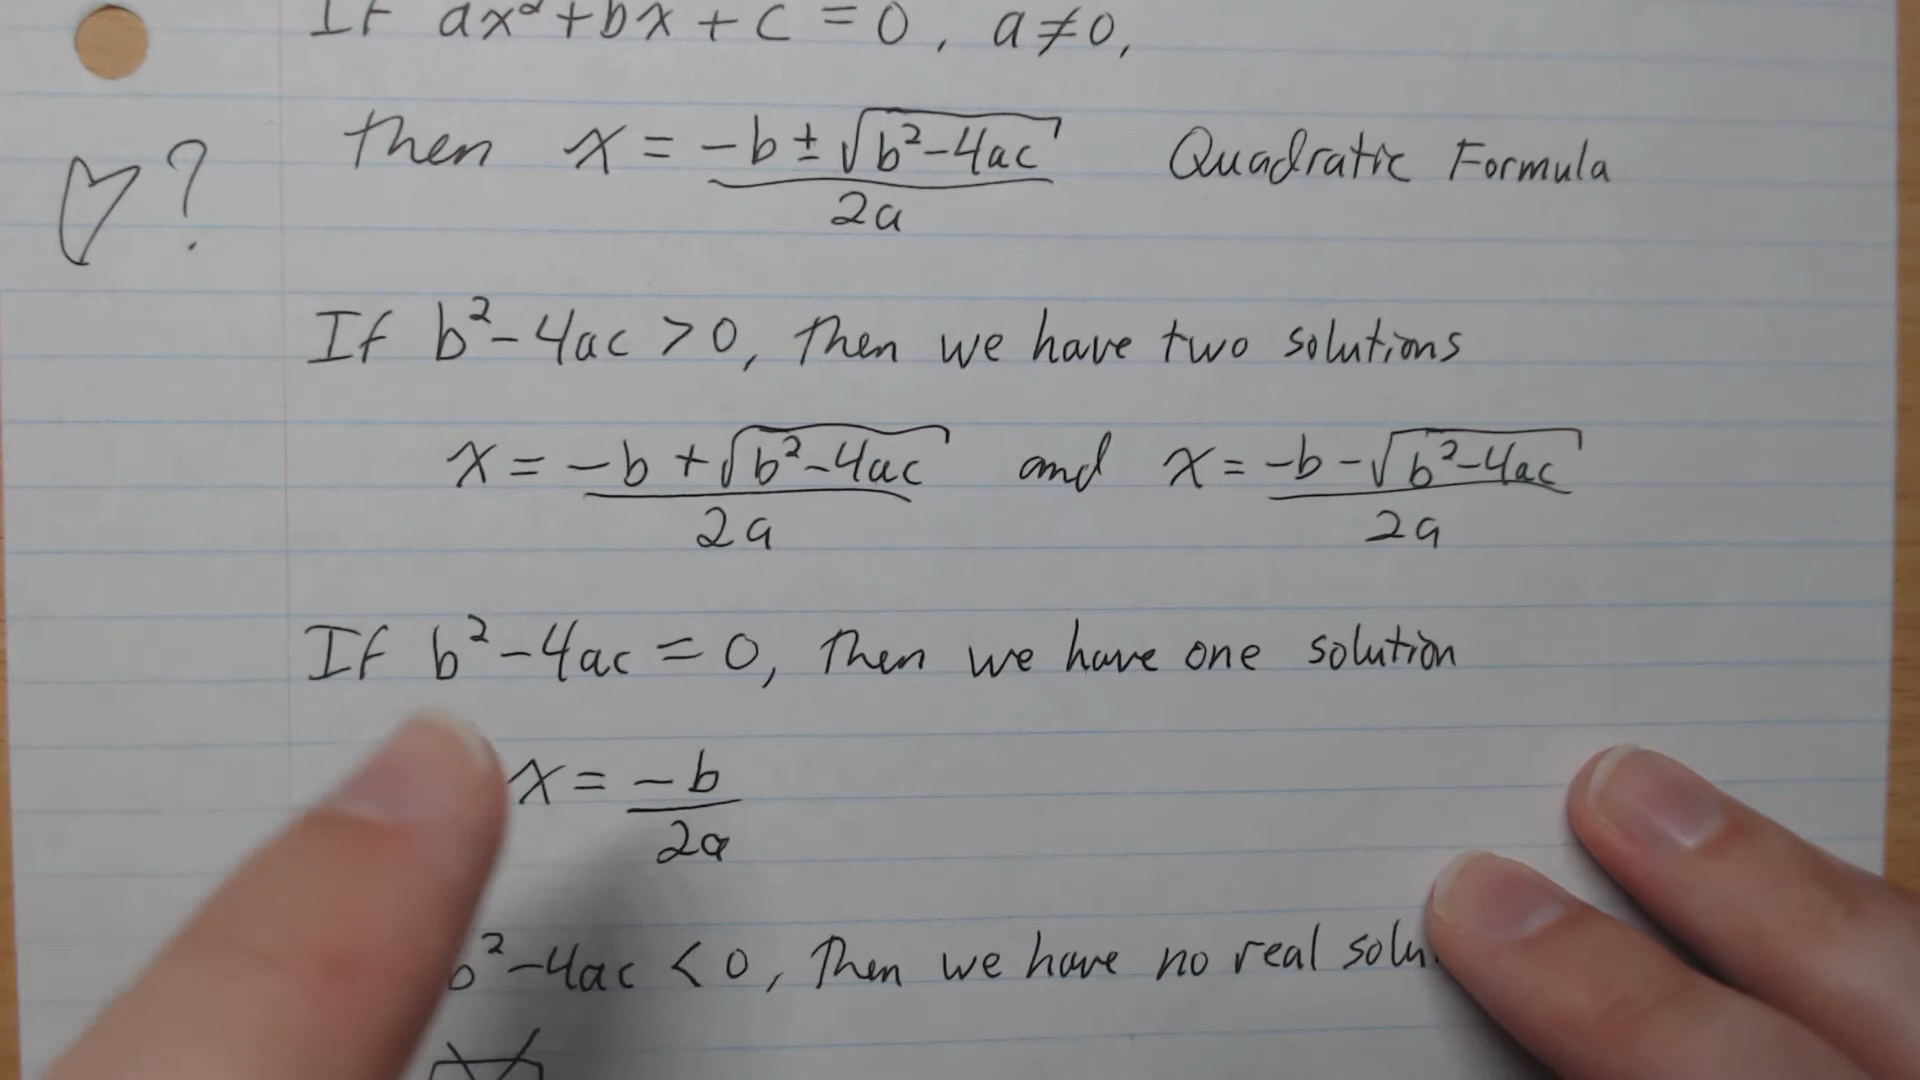 If ax²+bx+c=0, a≠0,
then x = -b±√b²-4ac / 2a Quadratic Formula
?
If b²-4ac >0, then we have two solutions
x = -b+√b²-4ac / 2a and x = -b-√b²-4ac / 2a
If b²-4ac = 0, then we have one solution
x = -b / 2a
b²-4ac < 0, then we have no real